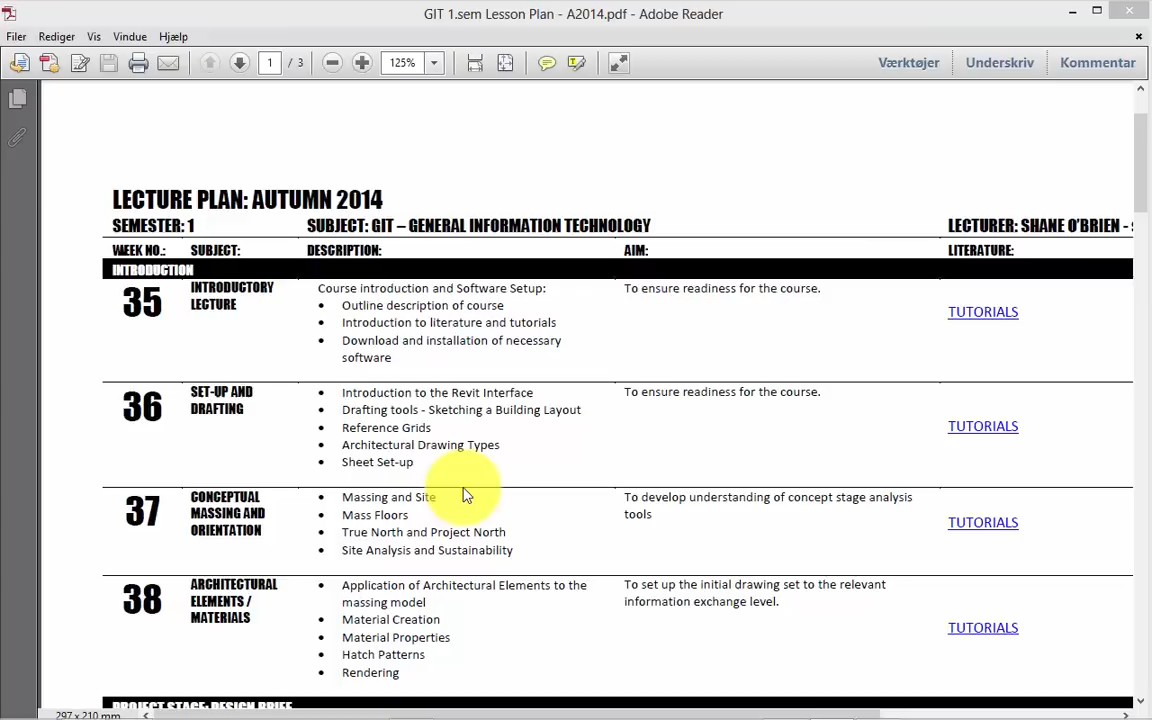 GIT 1.sem Lesson Plan - A2014.pdf - Adobe Reader
Filer Rediger Vis Vindue Hjælp
1 / 3 125% Værktøjer Underskriv Kommentar
LECTURE PLAN: AUTUMN 2014
SEMESTER: 1 SUBJECT: GIT – GENERAL INFORMATION TECHNOLOGY LECTURER: SHANE O'BRIEN -
WEEK NO.: SUBJECT: DESCRIPTION: AIM: LITERATURE:
INTRODUCTION
35 INTRODUCTORY LECTURE
Course introduction and Software Setup:
• Outline description of course
• Introduction to literature and tutorials
• Download and installation of necessary
software
To ensure readiness for the course.
TUTORIALS
36 SET-UP AND DRAFTING
• Introduction to the Revit Interface
• Drafting tools - Sketching a Building Layout
• Reference Grids
• Architectural Drawing Types
• Sheet Set-up
To ensure readiness for the course.
TUTORIALS
37 CONCEPTUAL MASSING AND ORIENTATION
• Massing and Site
• Mass Floors
• True North and Project North
• Site Analysis and Sustainability
To develop understanding of concept stage analysis
tools
TUTORIALS
38 ARCHITECTURAL ELEMENTS / MATERIALS
• Application of Architectural Elements to the
massing model
• Material Creation
• Material Properties
• Hatch Patterns
• Rendering
To set up the initial drawing set to the relevant
information exchange level.
TUTORIALS
PROJECT STAGE: DESIGN BRIEF
297 x 210 mm